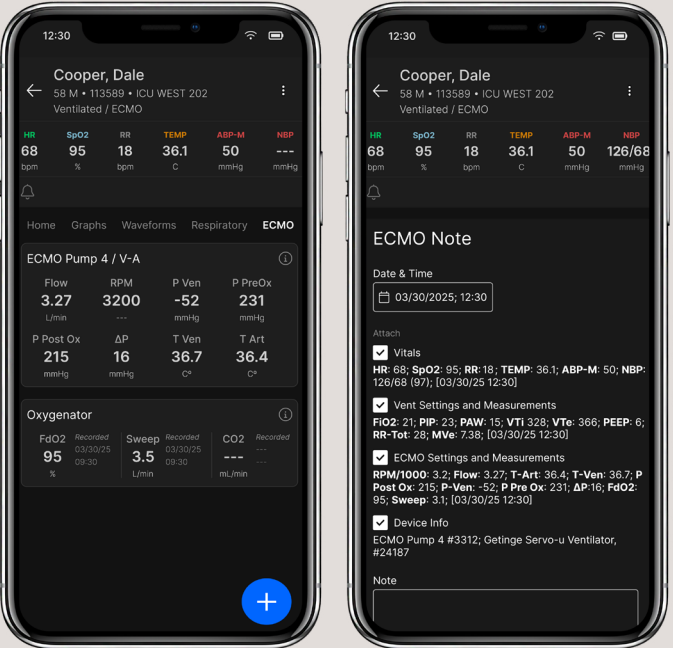 12:30
Cooper, Dale
58 M • 113589 • ICU WEST 202
Ventilated / ECMO
HR SpO2 RR TEMP ABP-M NBP
68 95 18 36.1 50 ---
bpm % bpm C mmHg mmHg
Home Graphs Waveforms Respiratory ECMO
ECMO Pump 4 / V-A
Flow RPM P Ven P PreOx
3.27 3200 -52 231
L/min --- mmHg mmHg
P Post Ox ΔP T Ven T Art
215 16 36.7 36.4
mmHg mmHg C° C°
Oxygenator
FdO2 Recorded Sweep Recorded CO2 Recorded
03/30/25 03/30/25 ---
95 09:30 3.5 09:30 --- ---
% L/min mL/min
12:30
Cooper, Dale
58 M • 113589 • ICU WEST 202
Ventilated / ECMO
HR SpO2 RR TEMP ABP-M NBP
68 95 18 36.1 50 126/68
bpm % bpm C mmHg mmHg
ECMO Note
Date & Time
03/30/2025; 12:30
Attach
Vitals
HR: 68; SpO2: 95; RR: 18; TEMP: 36.1; ABP-M: 50; NBP:
126/68 (97); [03/30/25 12:30]
Vent Settings and Measurements
FiO2: 21; PIP: 23; PAW: 15; VTi 328; VTe: 366; PEEP: 6;
RR-Tot: 28; MVe: 7.38; [03/30/25 12:30]
ECMO Settings and Measurements
RPM/1000: 3.2; Flow: 3.27; T-Art: 36.4; T-Ven: 36.7; P
Post Ox: 215; P-Ven: -52; P Pre Ox: 231; ΔP:16; FdO2:
95; Sweep: 3.1; [03/30/25 12:30]
Device Info
ECMO Pump 4 #3312; Getinge Servo-u Ventilator,
#24187
Note